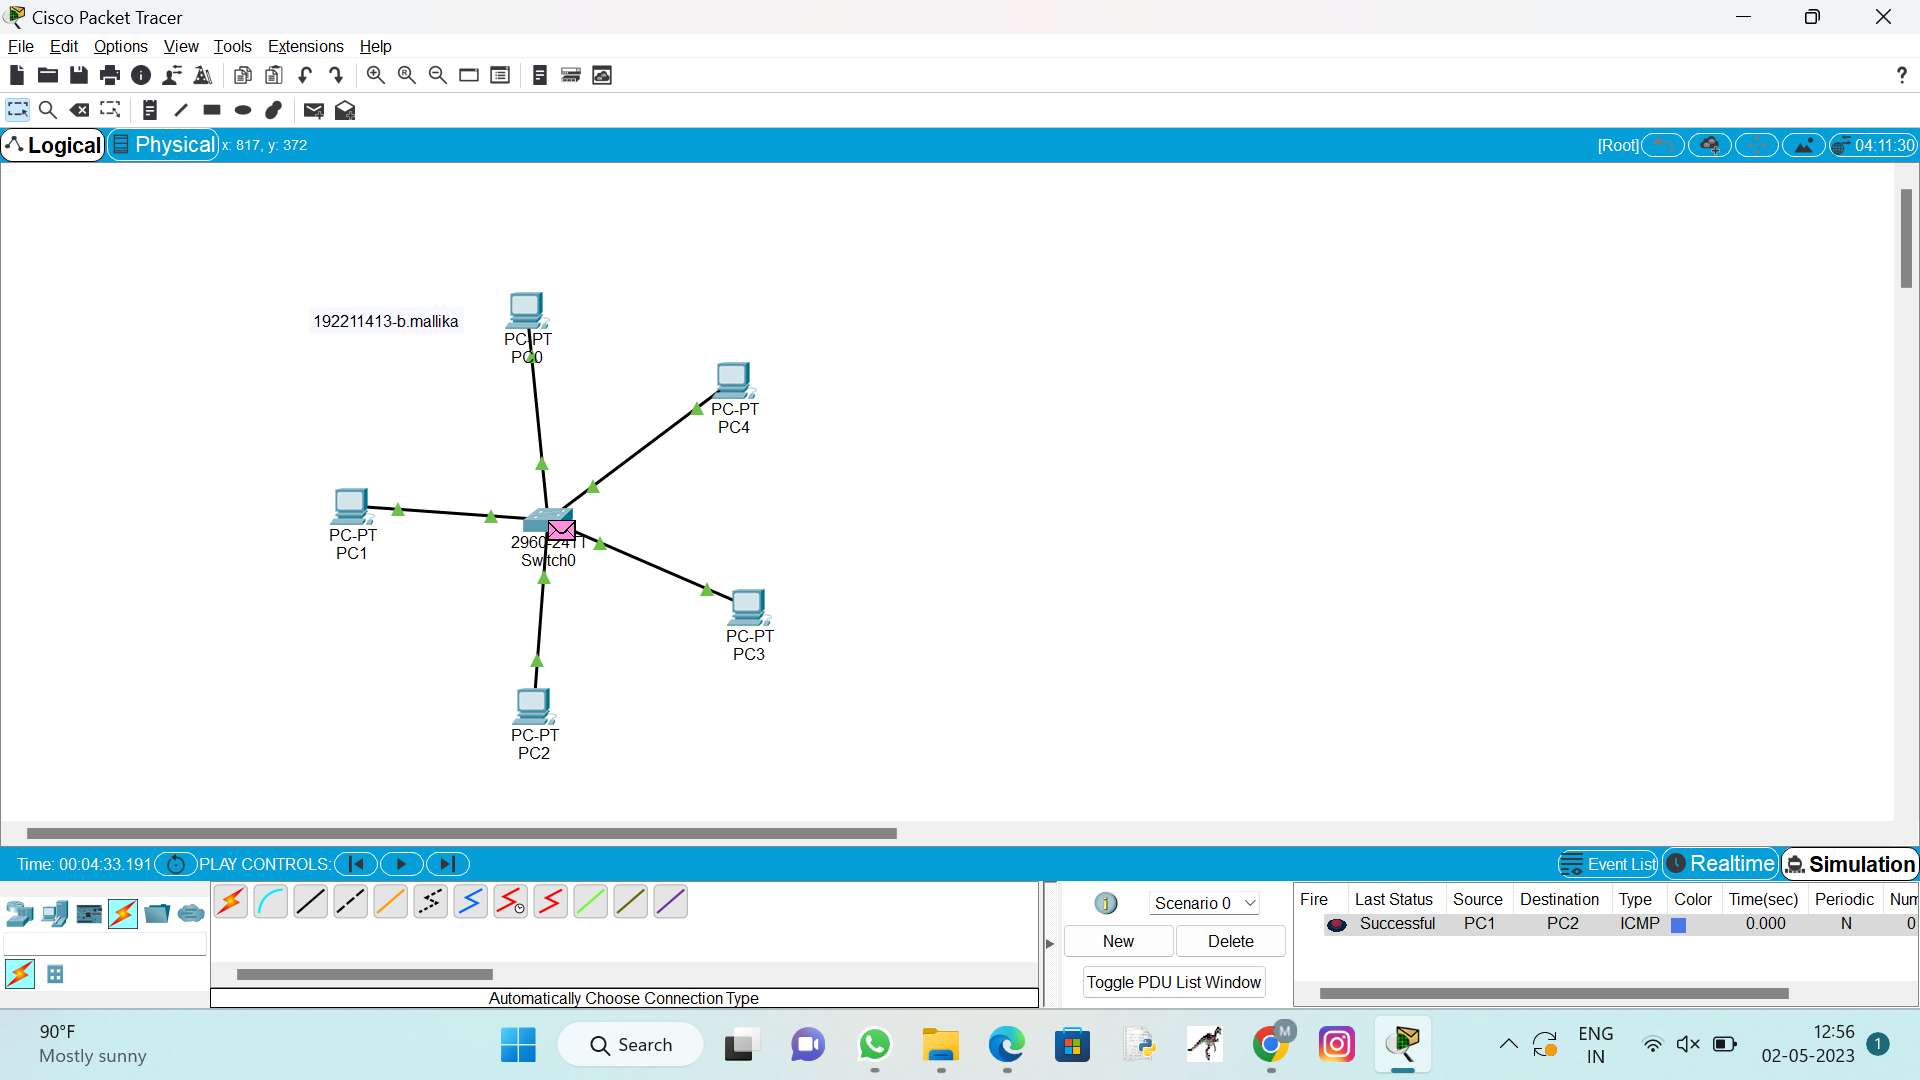 Cisco Packet Tracer
File Edit Options View Tools Extensions Help
?
Logical Physical x: 817, y: 372 [Root] 04:11:30
192211413-b.mallika
PC-PT
PC0
PC-PT
PC4
PC-PT
PC1
2960-24TT
Switch0
PC-PT
PC3
PC-PT
PC2
Time: 00:04:33.191 PLAY CONTROLS: Event List Realtime Simulation
Scenario 0
New Delete
Toggle PDU List Window
Fire Last Status Source Destination Type Color Time(sec) Periodic Num
Successful PC1 PC2 ICMP 0.000 N 0
Automatically Choose Connection Type
90°F
Mostly sunny
Search
M
ENG
IN
12:56
02-05-2023
1